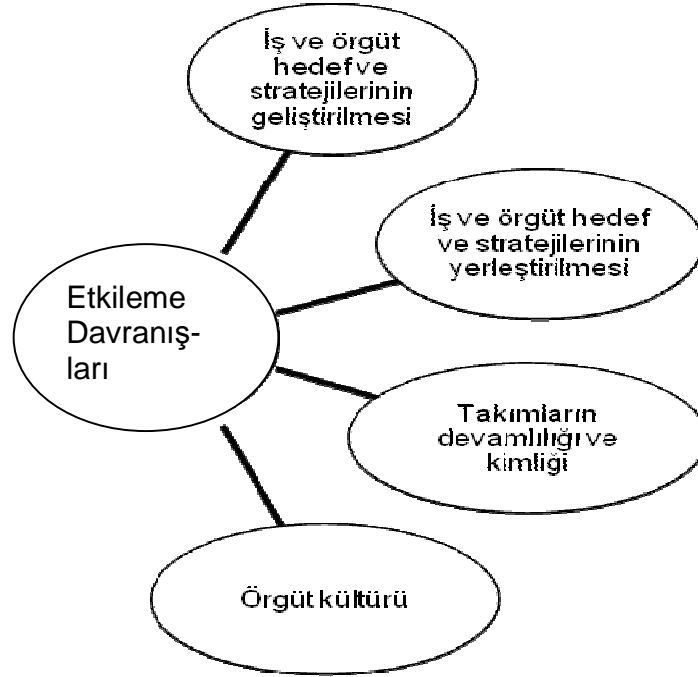 İş ve örgüt
hedef ve
stratejilerinin
geliştirilmesi
İş ve örgüt hedef
ve stratejilerinin
yerleştirilmesi
Etkileme
Davranış-
ları
Takımların
devamlılığı ve
kimliği
Örgüt kültürü